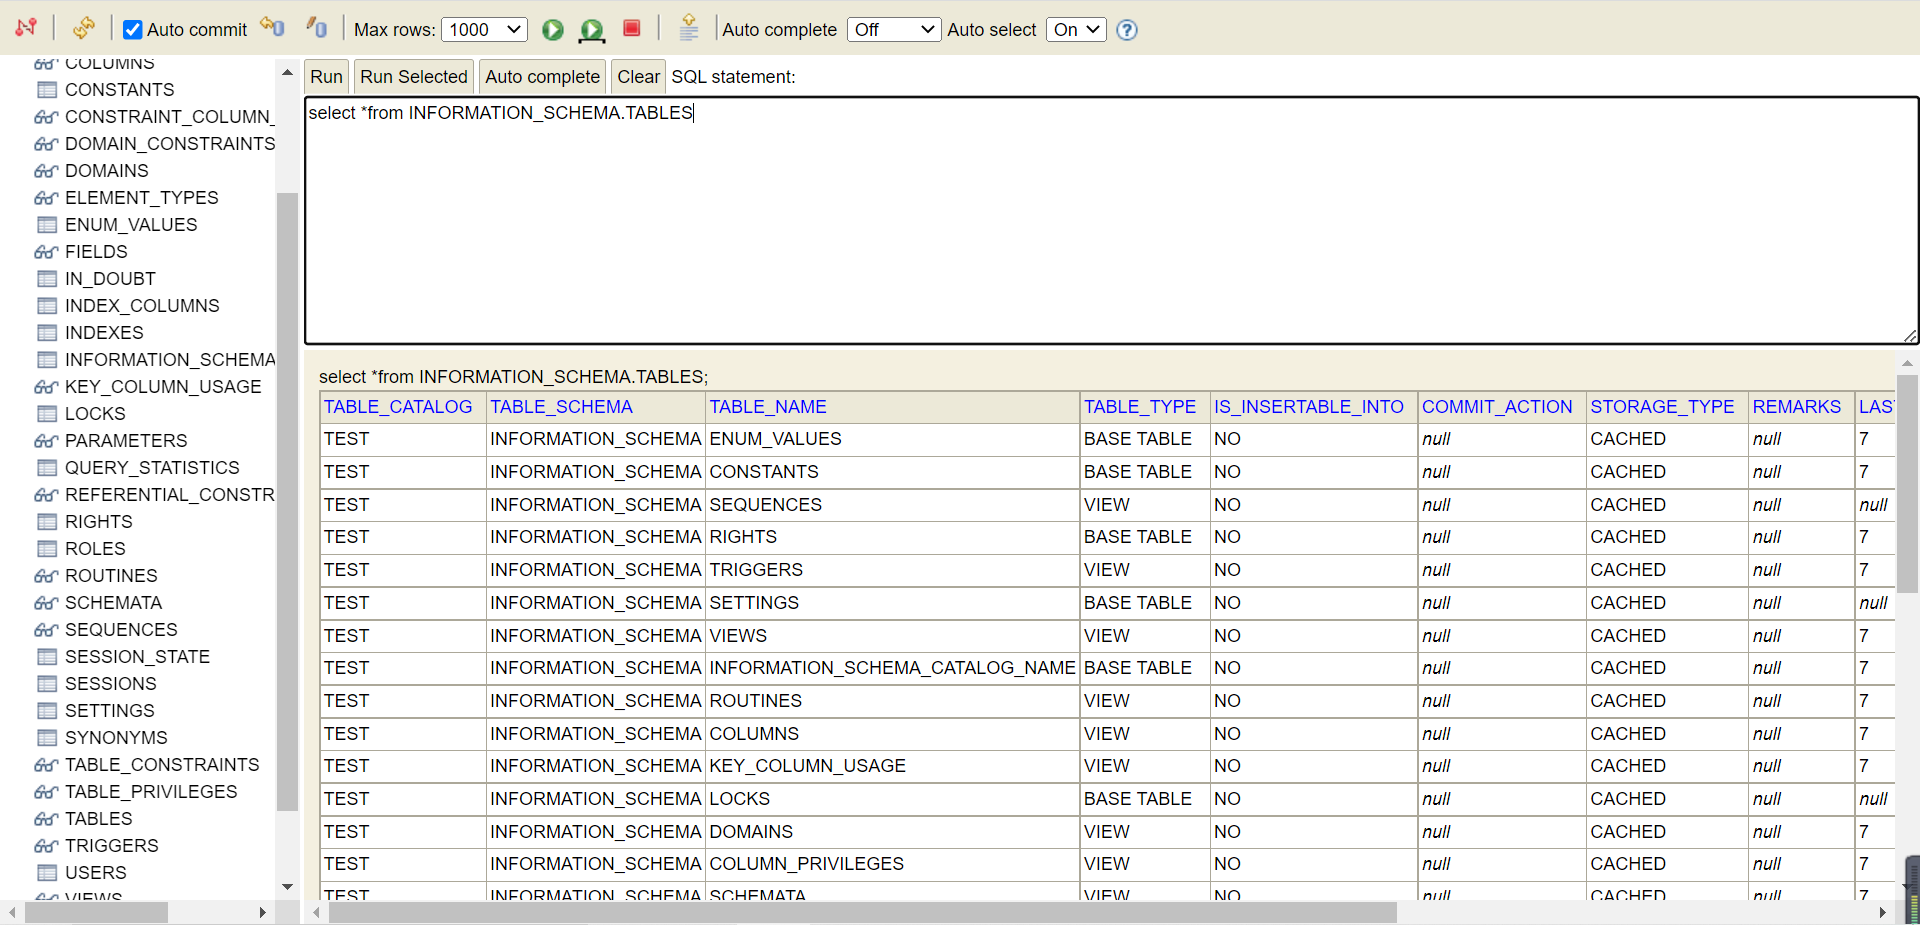 Auto commit Max rows: 1000 Auto complete Off Auto select On ?
COLUMNS
CONSTANTS
CONSTRAINT_COLUMN_
DOMAIN_CONSTRAINTS
DOMAINS
ELEMENT_TYPES
ENUM_VALUES
FIELDS
IN_DOUBT
INDEX_COLUMNS
INDEXES
INFORMATION_SCHEMA
KEY_COLUMN_USAGE
LOCKS
PARAMETERS
QUERY_STATISTICS
REFERENTIAL_CONSTR
RIGHTS
ROLES
ROUTINES
SCHEMATA
SEQUENCES
SESSION_STATE
SESSIONS
SETTINGS
SYNONYMS
TABLE_CONSTRAINTS
TABLE_PRIVILEGES
TABLES
TRIGGERS
USERS
VIEWS
Run Run Selected Auto complete Clear SQL statement:
select *from INFORMATION_SCHEMA.TABLES
select *from INFORMATION_SCHEMA.TABLES;
TABLE_CATALOG TABLE_SCHEMA TABLE_NAME TABLE_TYPE IS_INSERTABLE_INTO COMMIT_ACTION STORAGE_TYPE REMARKS LAS
TEST INFORMATION_SCHEMA ENUM_VALUES BASE TABLE NO null CACHED null 7
TEST INFORMATION_SCHEMA CONSTANTS BASE TABLE NO null CACHED null 7
TEST INFORMATION_SCHEMA SEQUENCES VIEW NO null CACHED null null
TEST INFORMATION_SCHEMA RIGHTS BASE TABLE NO null CACHED null 7
TEST INFORMATION_SCHEMA TRIGGERS VIEW NO null CACHED null 7
TEST INFORMATION_SCHEMA SETTINGS BASE TABLE NO null CACHED null null
TEST INFORMATION_SCHEMA VIEWS VIEW NO null CACHED null 7
TEST INFORMATION_SCHEMA INFORMATION_SCHEMA_CATALOG_NAME BASE TABLE NO null CACHED null 7
TEST INFORMATION_SCHEMA ROUTINES VIEW NO null CACHED null 7
TEST INFORMATION_SCHEMA COLUMNS VIEW NO null CACHED null 7
TEST INFORMATION_SCHEMA KEY_COLUMN_USAGE VIEW NO null CACHED null 7
TEST INFORMATION_SCHEMA LOCKS BASE TABLE NO null CACHED null null
TEST INFORMATION_SCHEMA DOMAINS VIEW NO null CACHED null 7
TEST INFORMATION_SCHEMA COLUMN_PRIVILEGES VIEW NO null CACHED null 7
TEST INFORMATION_SCHEMA SCHEMATA VIEW NO null CACHED null 7